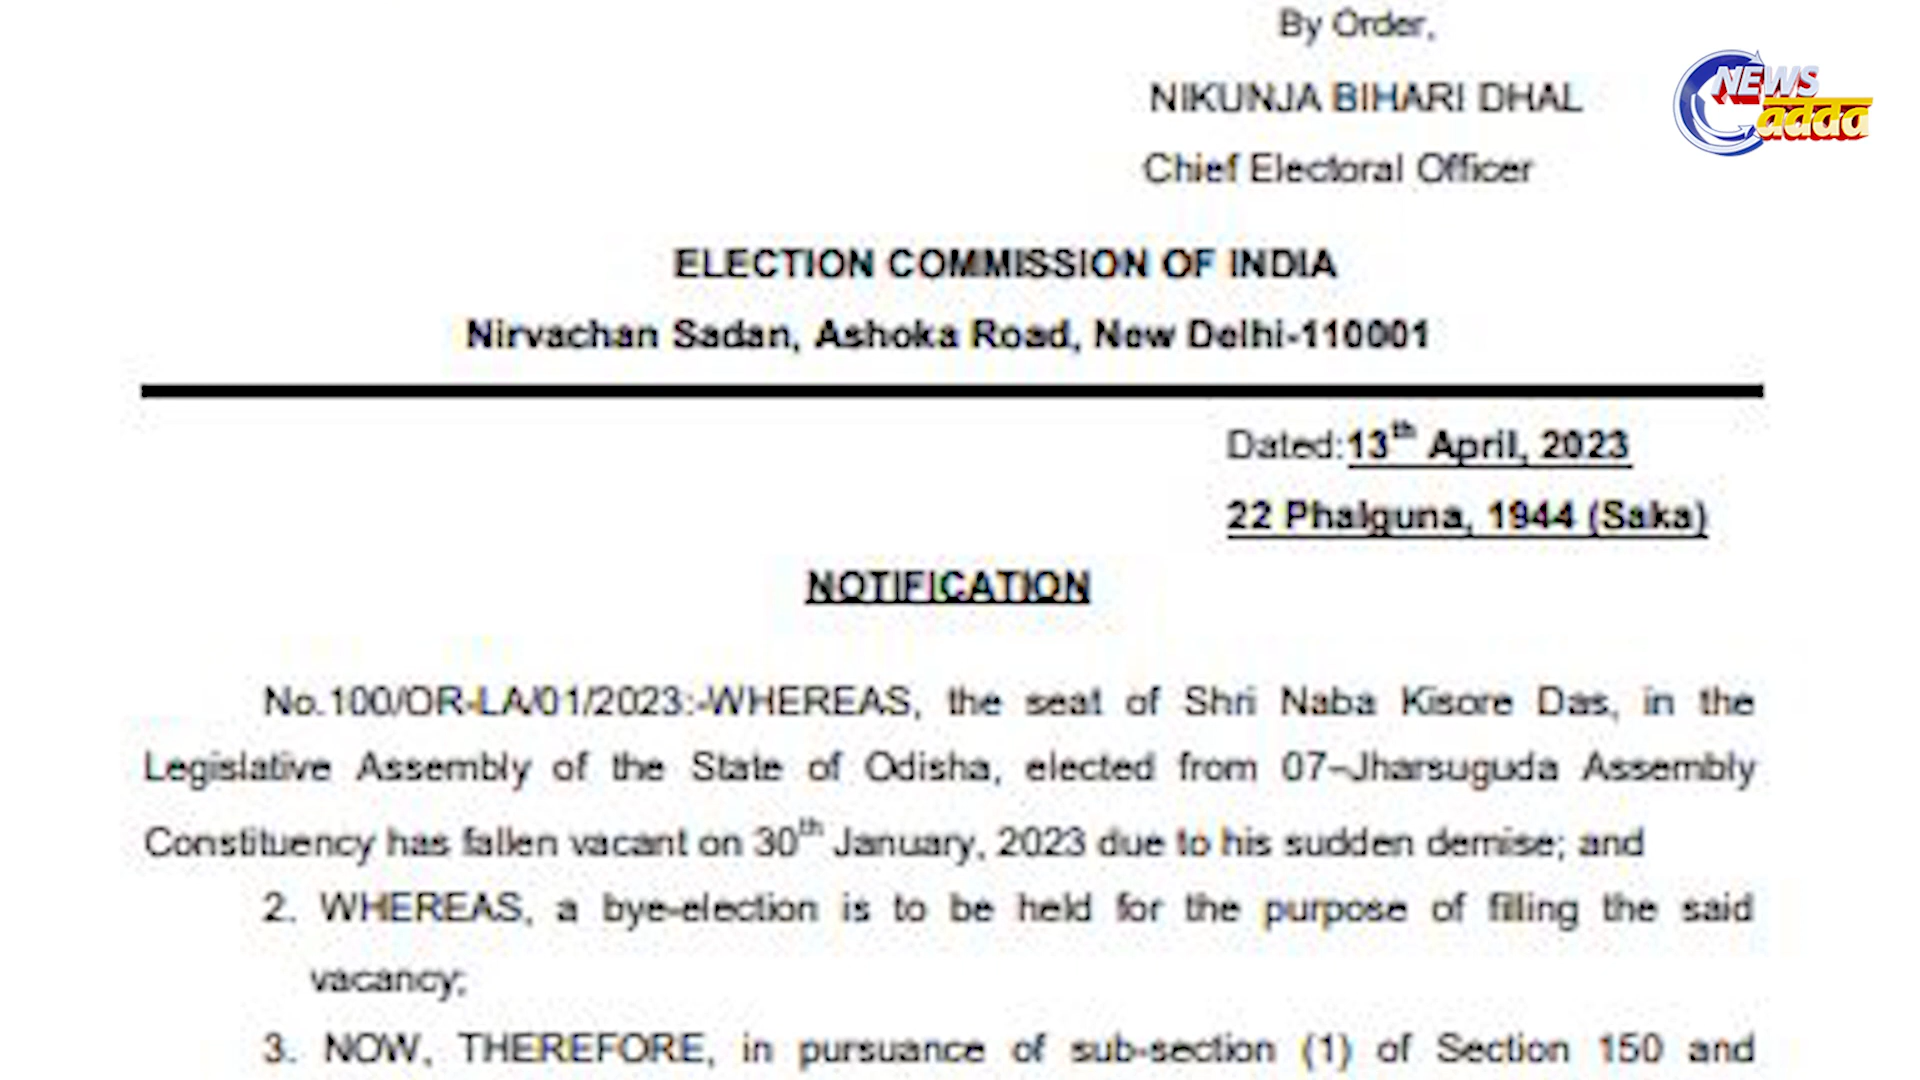 By Order,
NIKUNJA BIHARI DHAL
Chief Electoral Officer
NEWS
adda
ELECTION COMMISSION OF INDIA
Nirvachan Sadan, Ashoka Road, New Delhi-110001
Dated:13th April, 2023
22 Phalguna, 1944 (Saka)
NOTIFICATION
No.100/OR-LA/01/2023:-WHEREAS, the seat of Shri Naba Kisore Das, in the
Legislative Assembly of the State of Odisha, elected from 07–Jharsuguda Assembly
Constituency has fallen vacant on 30th January, 2023 due to his sudden demise; and
2. WHEREAS, a bye-election is to be held for the purpose of filling the said
vacancy;
3. NOW, THEREFORE, in pursuance of sub-section (1) of Section 150 and